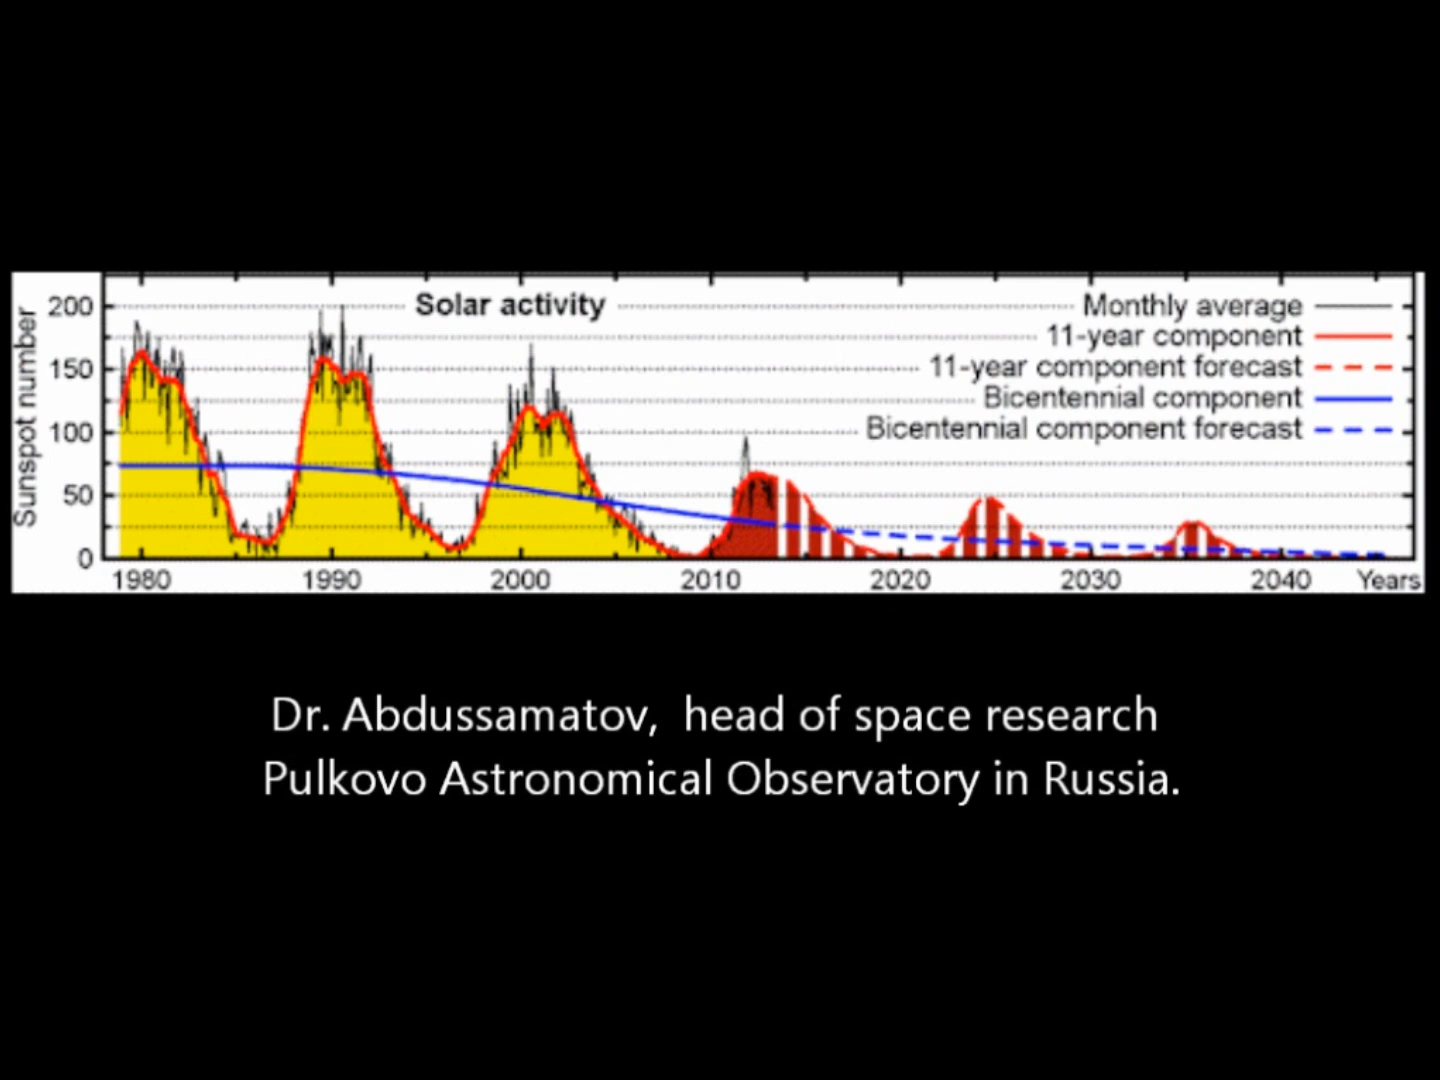 Solar activity
Sunspot number
200
150
100
50
0
Monthly average
11-year component
11-year component forecast
Bicentennial component
Bicentennial component forecast
1980 1990 2000 2010 2020 2030 2040 Years
Dr. Abdussamatov, head of space research
Pulkovo Astronomical Observatory in Russia.